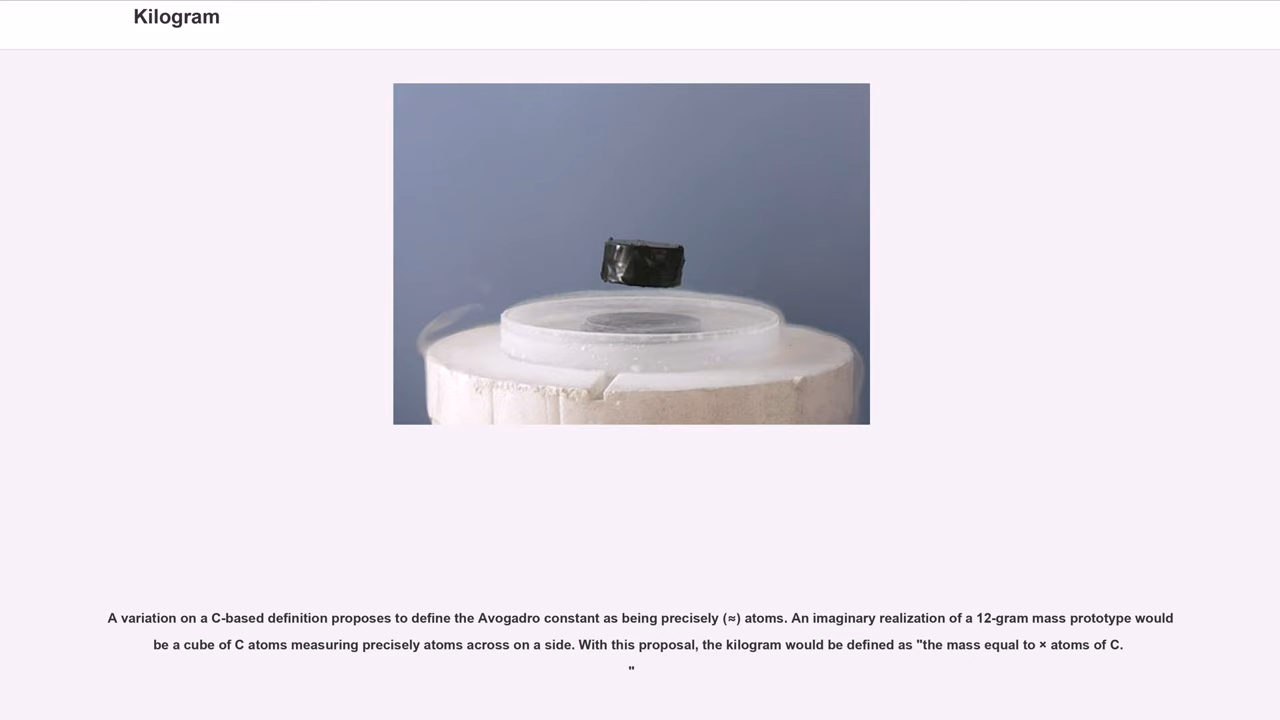 Kilogram
A variation on a C-based definition proposes to define the Avogadro constant as being precisely (≈) atoms. An imaginary realization of a 12-gram mass prototype would
be a cube of C atoms measuring precisely atoms across on a side. With this proposal, the kilogram would be defined as "the mass equal to × atoms of C.
"